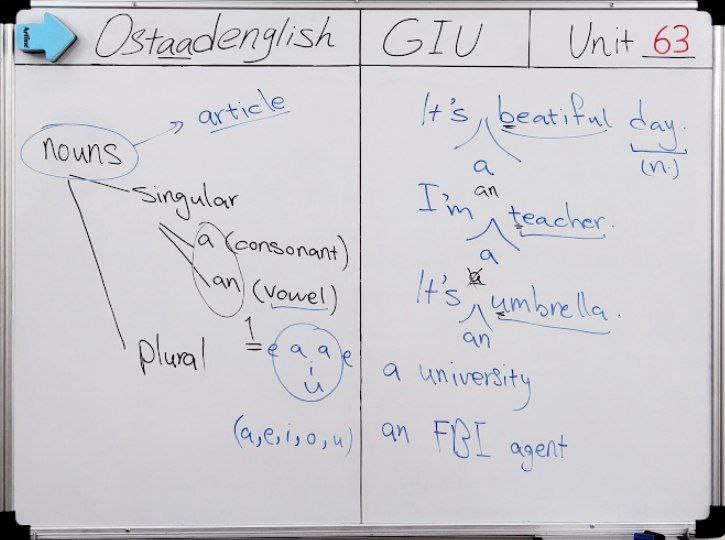 Ostaadenglish GIU Unit 63
article
nouns
singular
a (consonant)
an (vowel)
plural
1 = e a a e
i
u
(a, e, i, o, u)
It's beatiful day.
a
an
(n.)
I'm teacher.
a
a
It's umbrella.
an
a university
an FBI agent